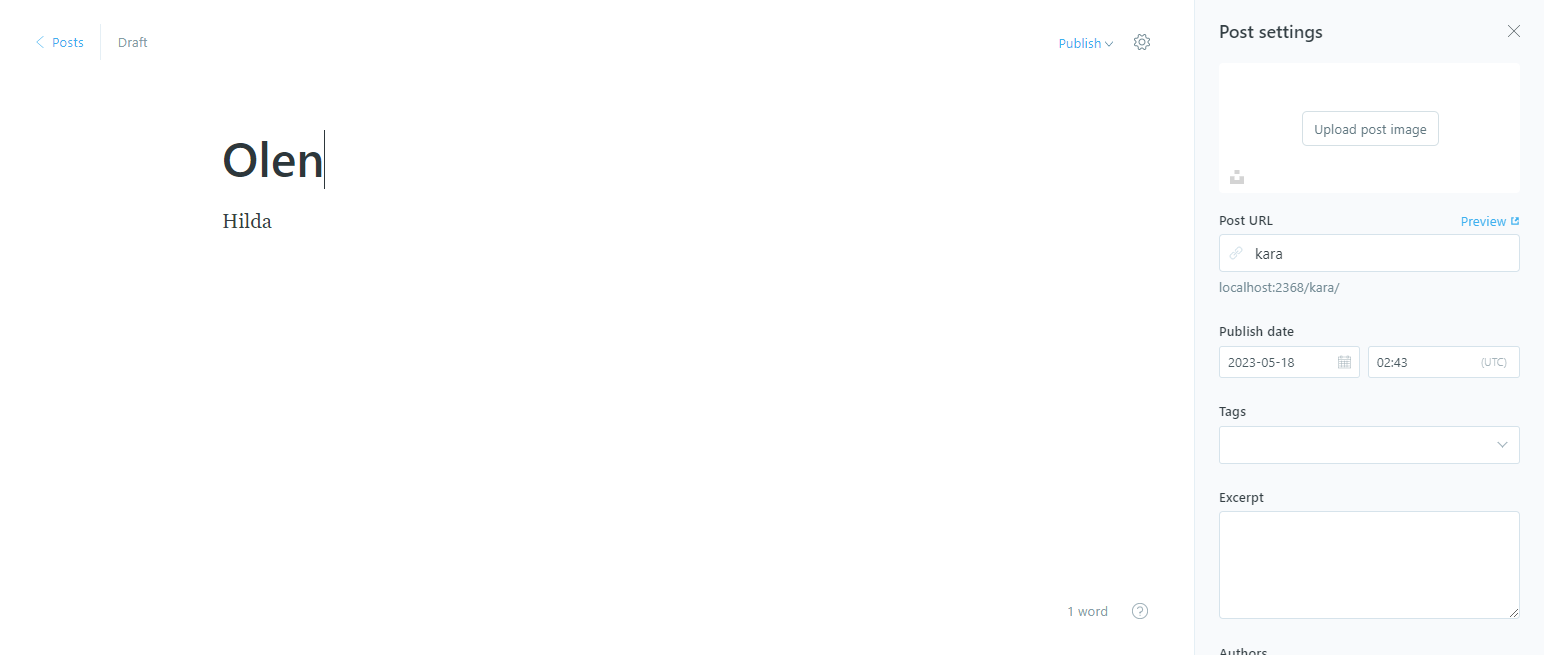 Posts
Draft
Publish
Olen
Hilda
1 word
Post settings
Upload post image
Post URL
Preview
kara
localhost:2368/kara/
Publish date
2023-05-18
02:43
(UTC)
Tags
Excerpt
Authors